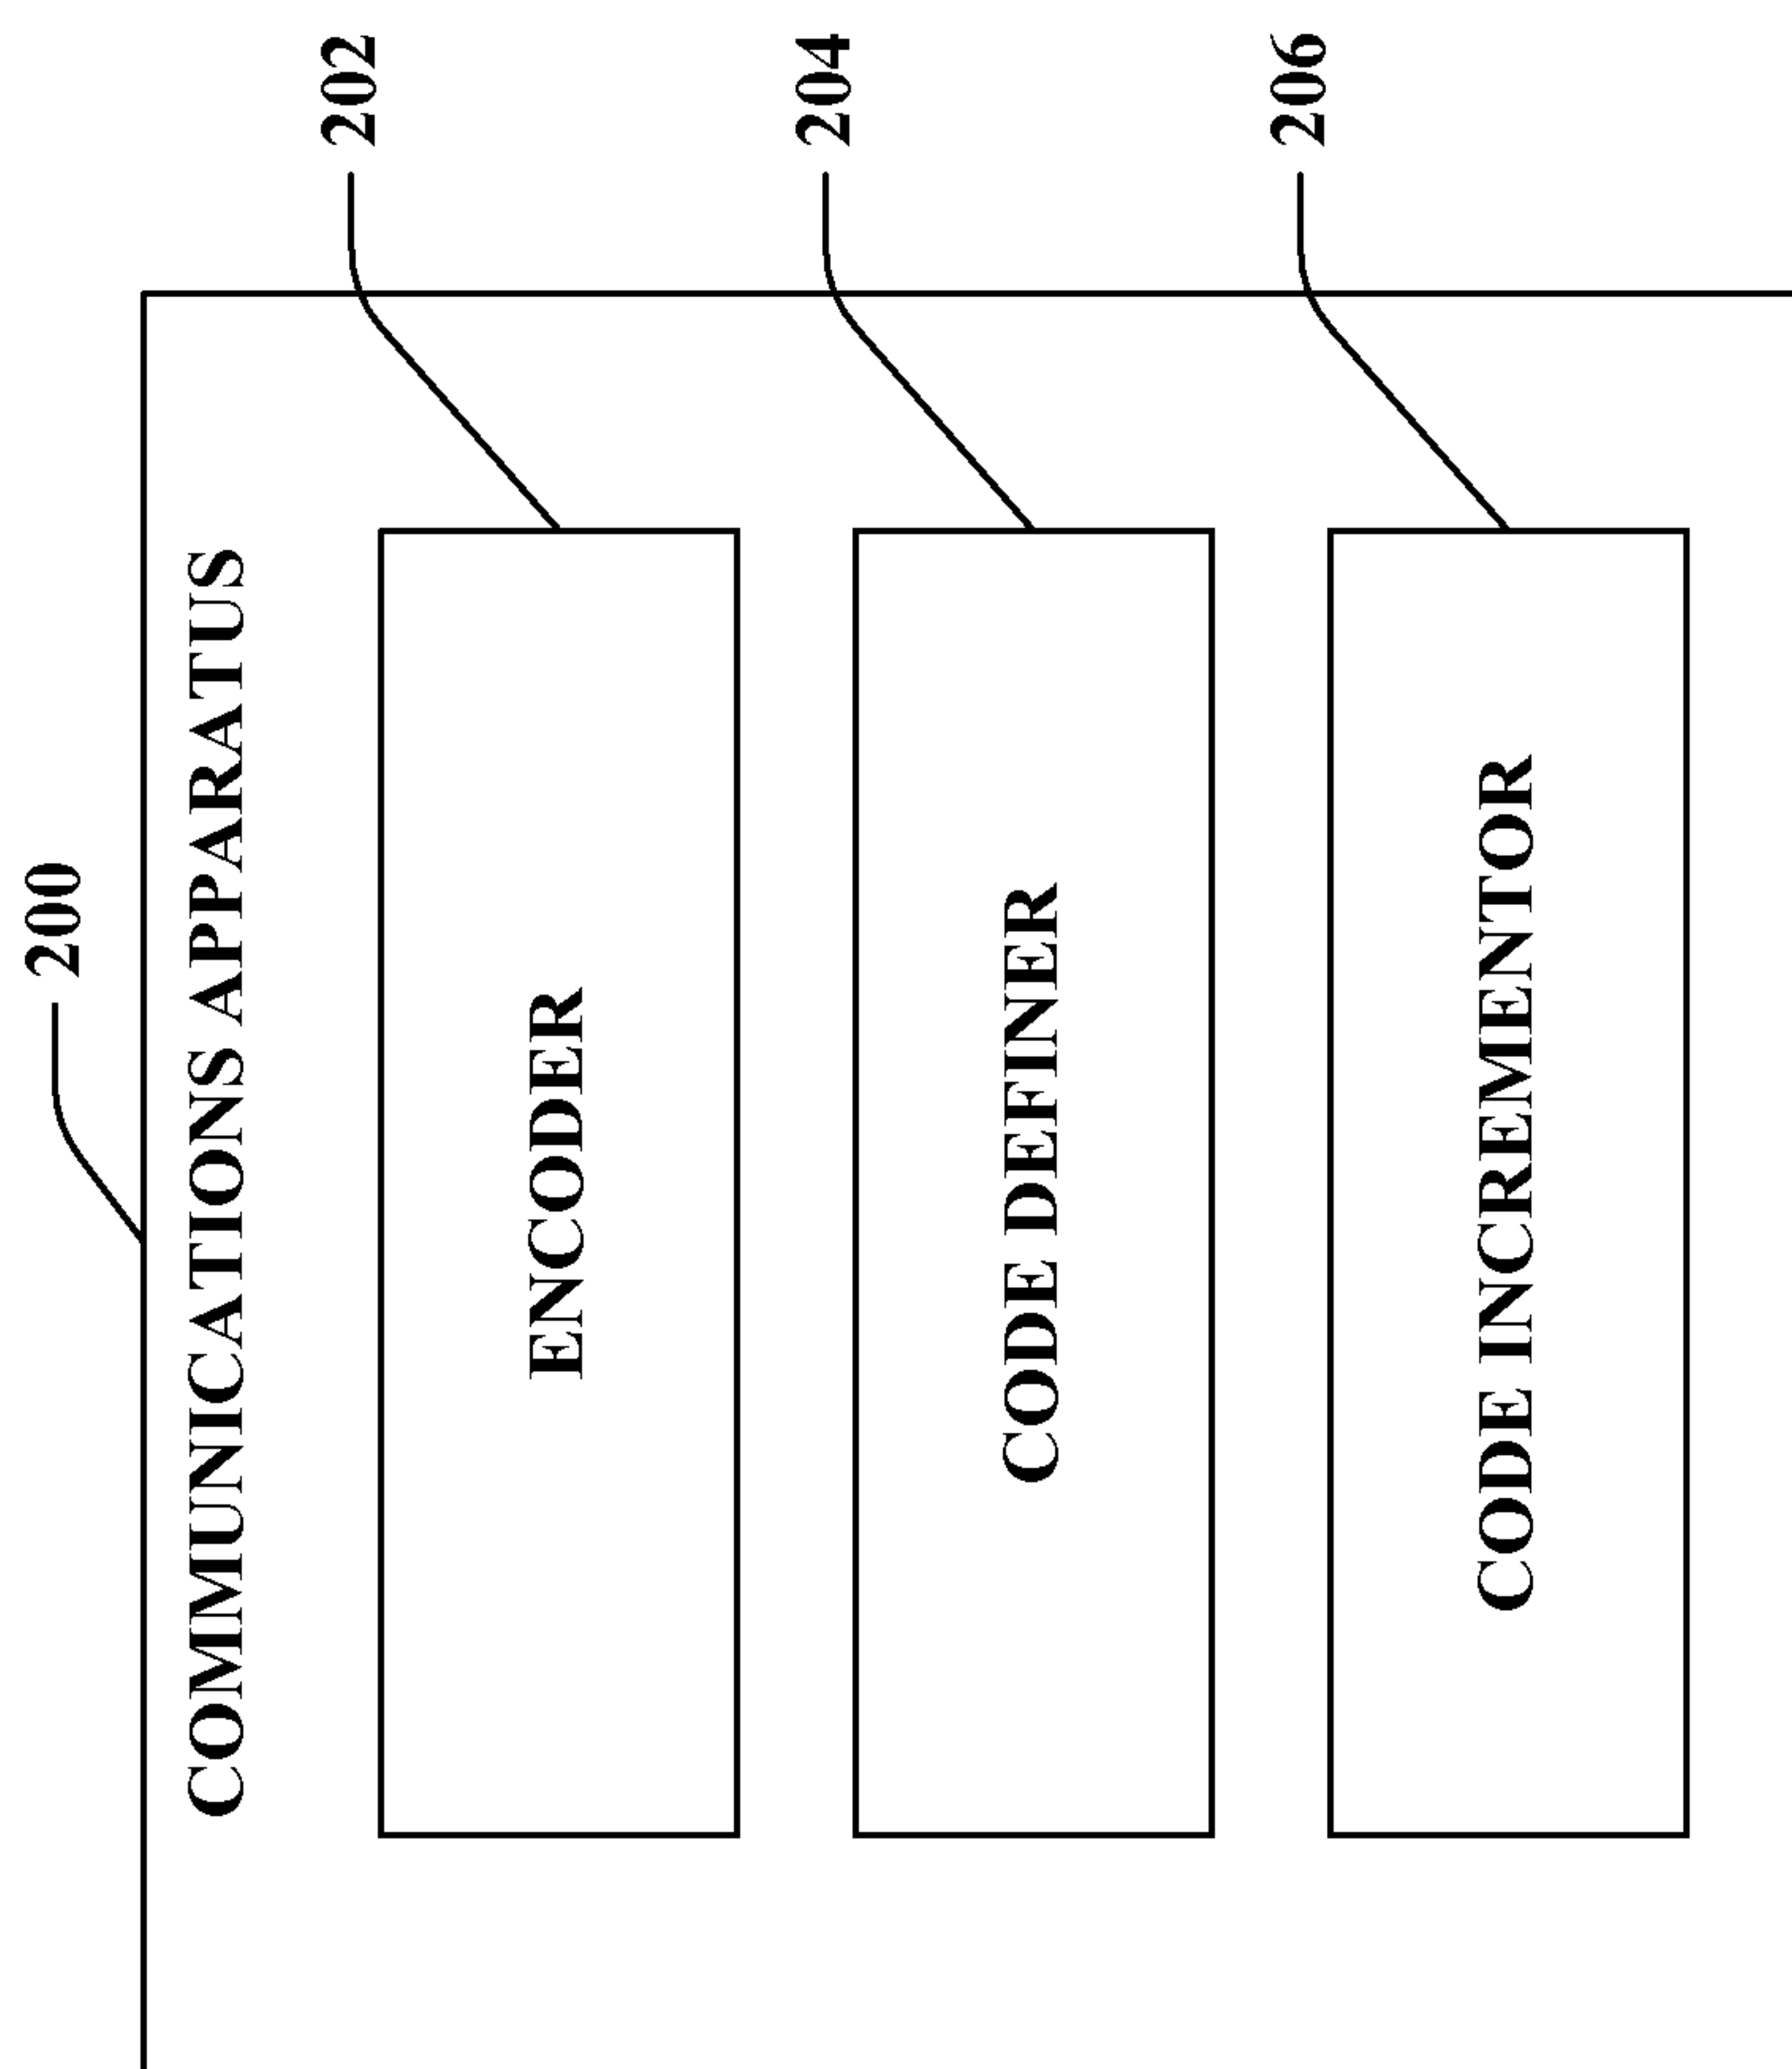 200
COMMUNICATIONS APPARATUS
202
ENCODER
204
CODE DEFINER
206
CODE INCREMENTOR